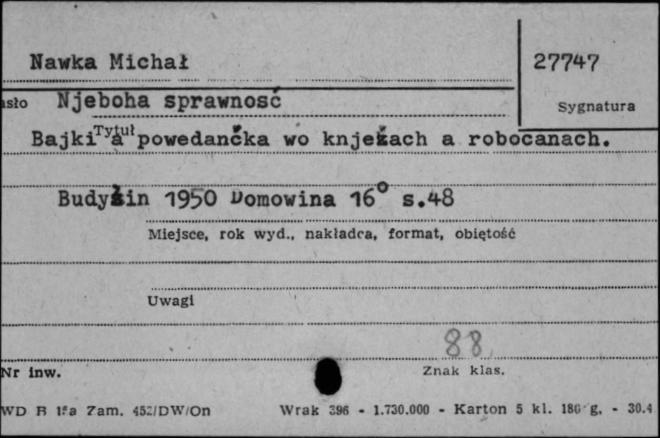 Nawka Michał
27747
asło Njeboha sprawnosć
Sygnatura
Tytuł
Bajki a powedančka wo knježach a robočanach.
Budyšin 1950 Domowina 16° s.48
Miejsce, rok wyd., nakładca, format, objętość
Uwagi
88
Nr inw.
Znak klas.
WD B 15a Zam. 452/DW/On Wrak 396 - 1.730.000 - Karton 5 kl. 180 g. - 30.4